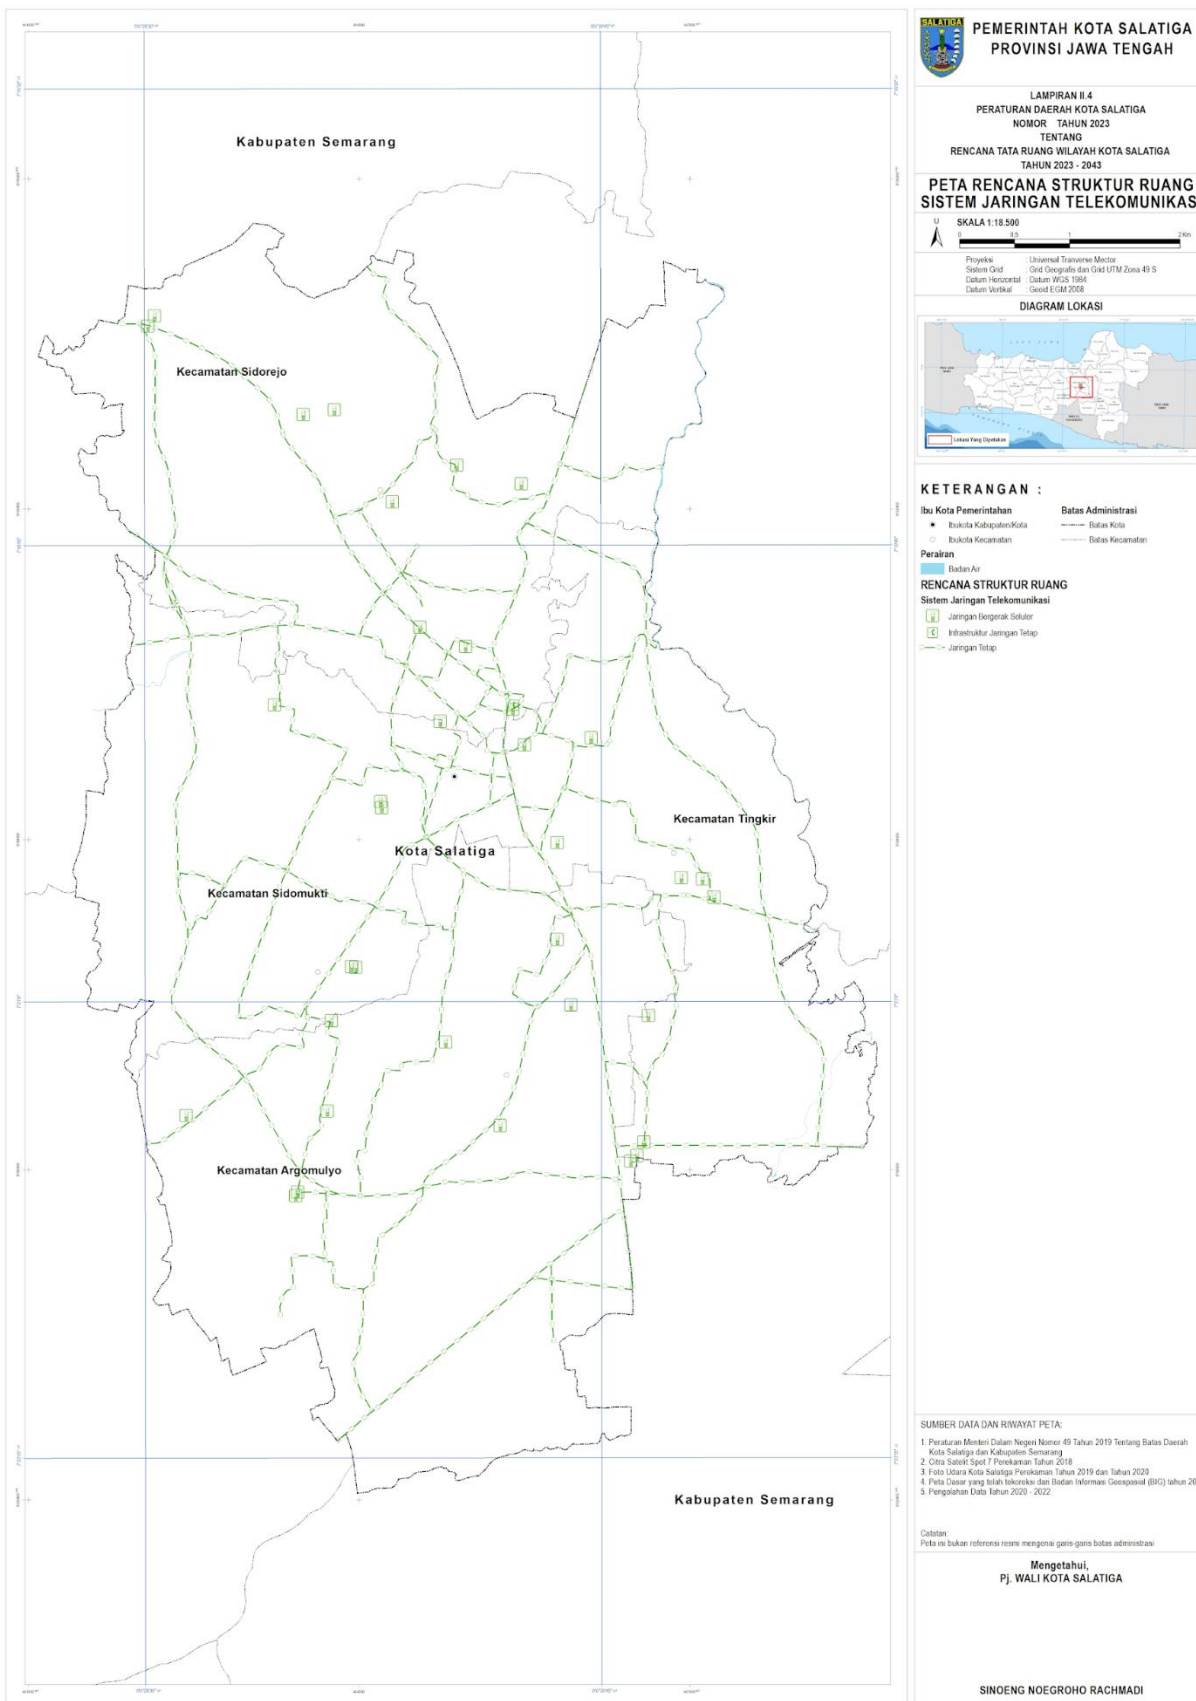 Kabupaten Semarang
Kecamatan Sidorejo
Kecamatan Tingkir
Kota Salatiga
Kecamatan Sidomukti
Kecamatan Argomulyo
Kabupaten Semarang
SALATIGA
PEMERINTAH KOTA SALATIGA
PROVINSI JAWA TENGAH
LAMPIRAN II.4
PERATURAN DAERAH KOTA SALATIGA
NOMOR TAHUN 2023
TENTANG
RENCANA TATA RUANG WILAYAH KOTA SALATIGA
TAHUN 2023 - 2043
PETA RENCANA STRUKTUR RUANG
SISTEM JARINGAN TELEKOMUNIKAS
U
SKALA 1:18.500
0 0,5 1 2 Km
Proyeksi : Universal Tranverse Mector
Sistem Grid : Grid Geografis dan Grid UTM Zona 49 S
Datum Horizontal : Datum WGS 1984
Datum Vertikal : Geoid EGM 2008
DIAGRAM LOKASI
Lokasi Yang Dipetakan
KETERANGAN :
Ibu Kota Pemerintahan
Ibukota Kabupaten/Kota
Ibukota Kecamatan
Batas Administrasi
Batas Kota
Batas Kecamatan
Perairan
Badan Air
RENCANA STRUKTUR RUANG
Sistem Jaringan Telekomunikasi
Jaringan Bergerak Seluler
Infrastruktur Jaringan Tetap
Jaringan Tetap
SUMBER DATA DAN RIWAYAT PETA:
1. Peraturan Menteri Dalam Negeri Nomor 49 Tahun 2019 Tentang Batas Daerah
Kota Salatiga dan Kabupaten Semarang
2. Citra Satelit Spot 7 Perekaman Tahun 2018
3. Foto Udara Kota Salatiga Perekaman Tahun 2019 dan Tahun 2020
4. Peta Dasar yang telah tekoreksi dari Badan Informasi Geospasial (BIG) tahun 20
5. Pengolahan Data Tahun 2020 - 2022
Catatan:
Peta ini bukan referensi resmi mengenai garis-garis batas administrasi
Mengetahui,
Pj. WALI KOTA SALATIGA
SINOENG NOEGROHO RACHMADI